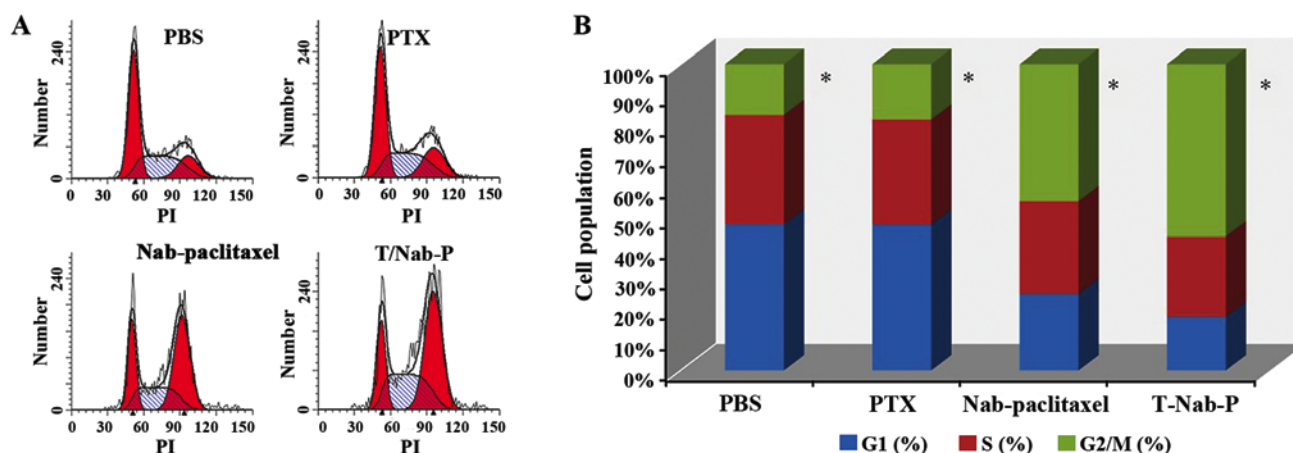 A
PBS
240
Number
0
0 30 60 90 120 150
PI
PTX
240
Number
0
0 30 60 90 120 150
PI
Nab-paclitaxel
240
Number
0
0 30 60 90 120 150
PI
T/Nab-P
240
Number
0
0 30 60 90 120 150
PI
B
Cell population
100%
90%
80%
70%
60%
50%
40%
30%
20%
10%
0%
* * * *
PBS PTX Nab-paclitaxel T-Nab-P
G1 (%) S (%) G2/M (%)